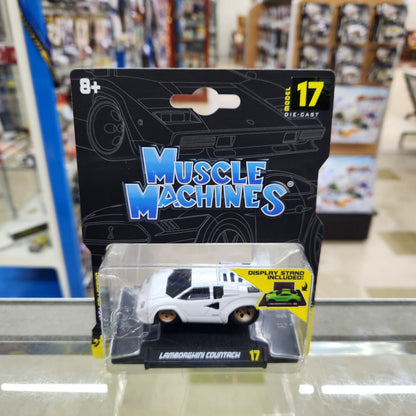 8+
MODEL
17
DIE-CAST
MUSCLE
MACHINES®
DISPLAY STAND
INCLUDED!
LAMBORGHINI COUNTACH 17